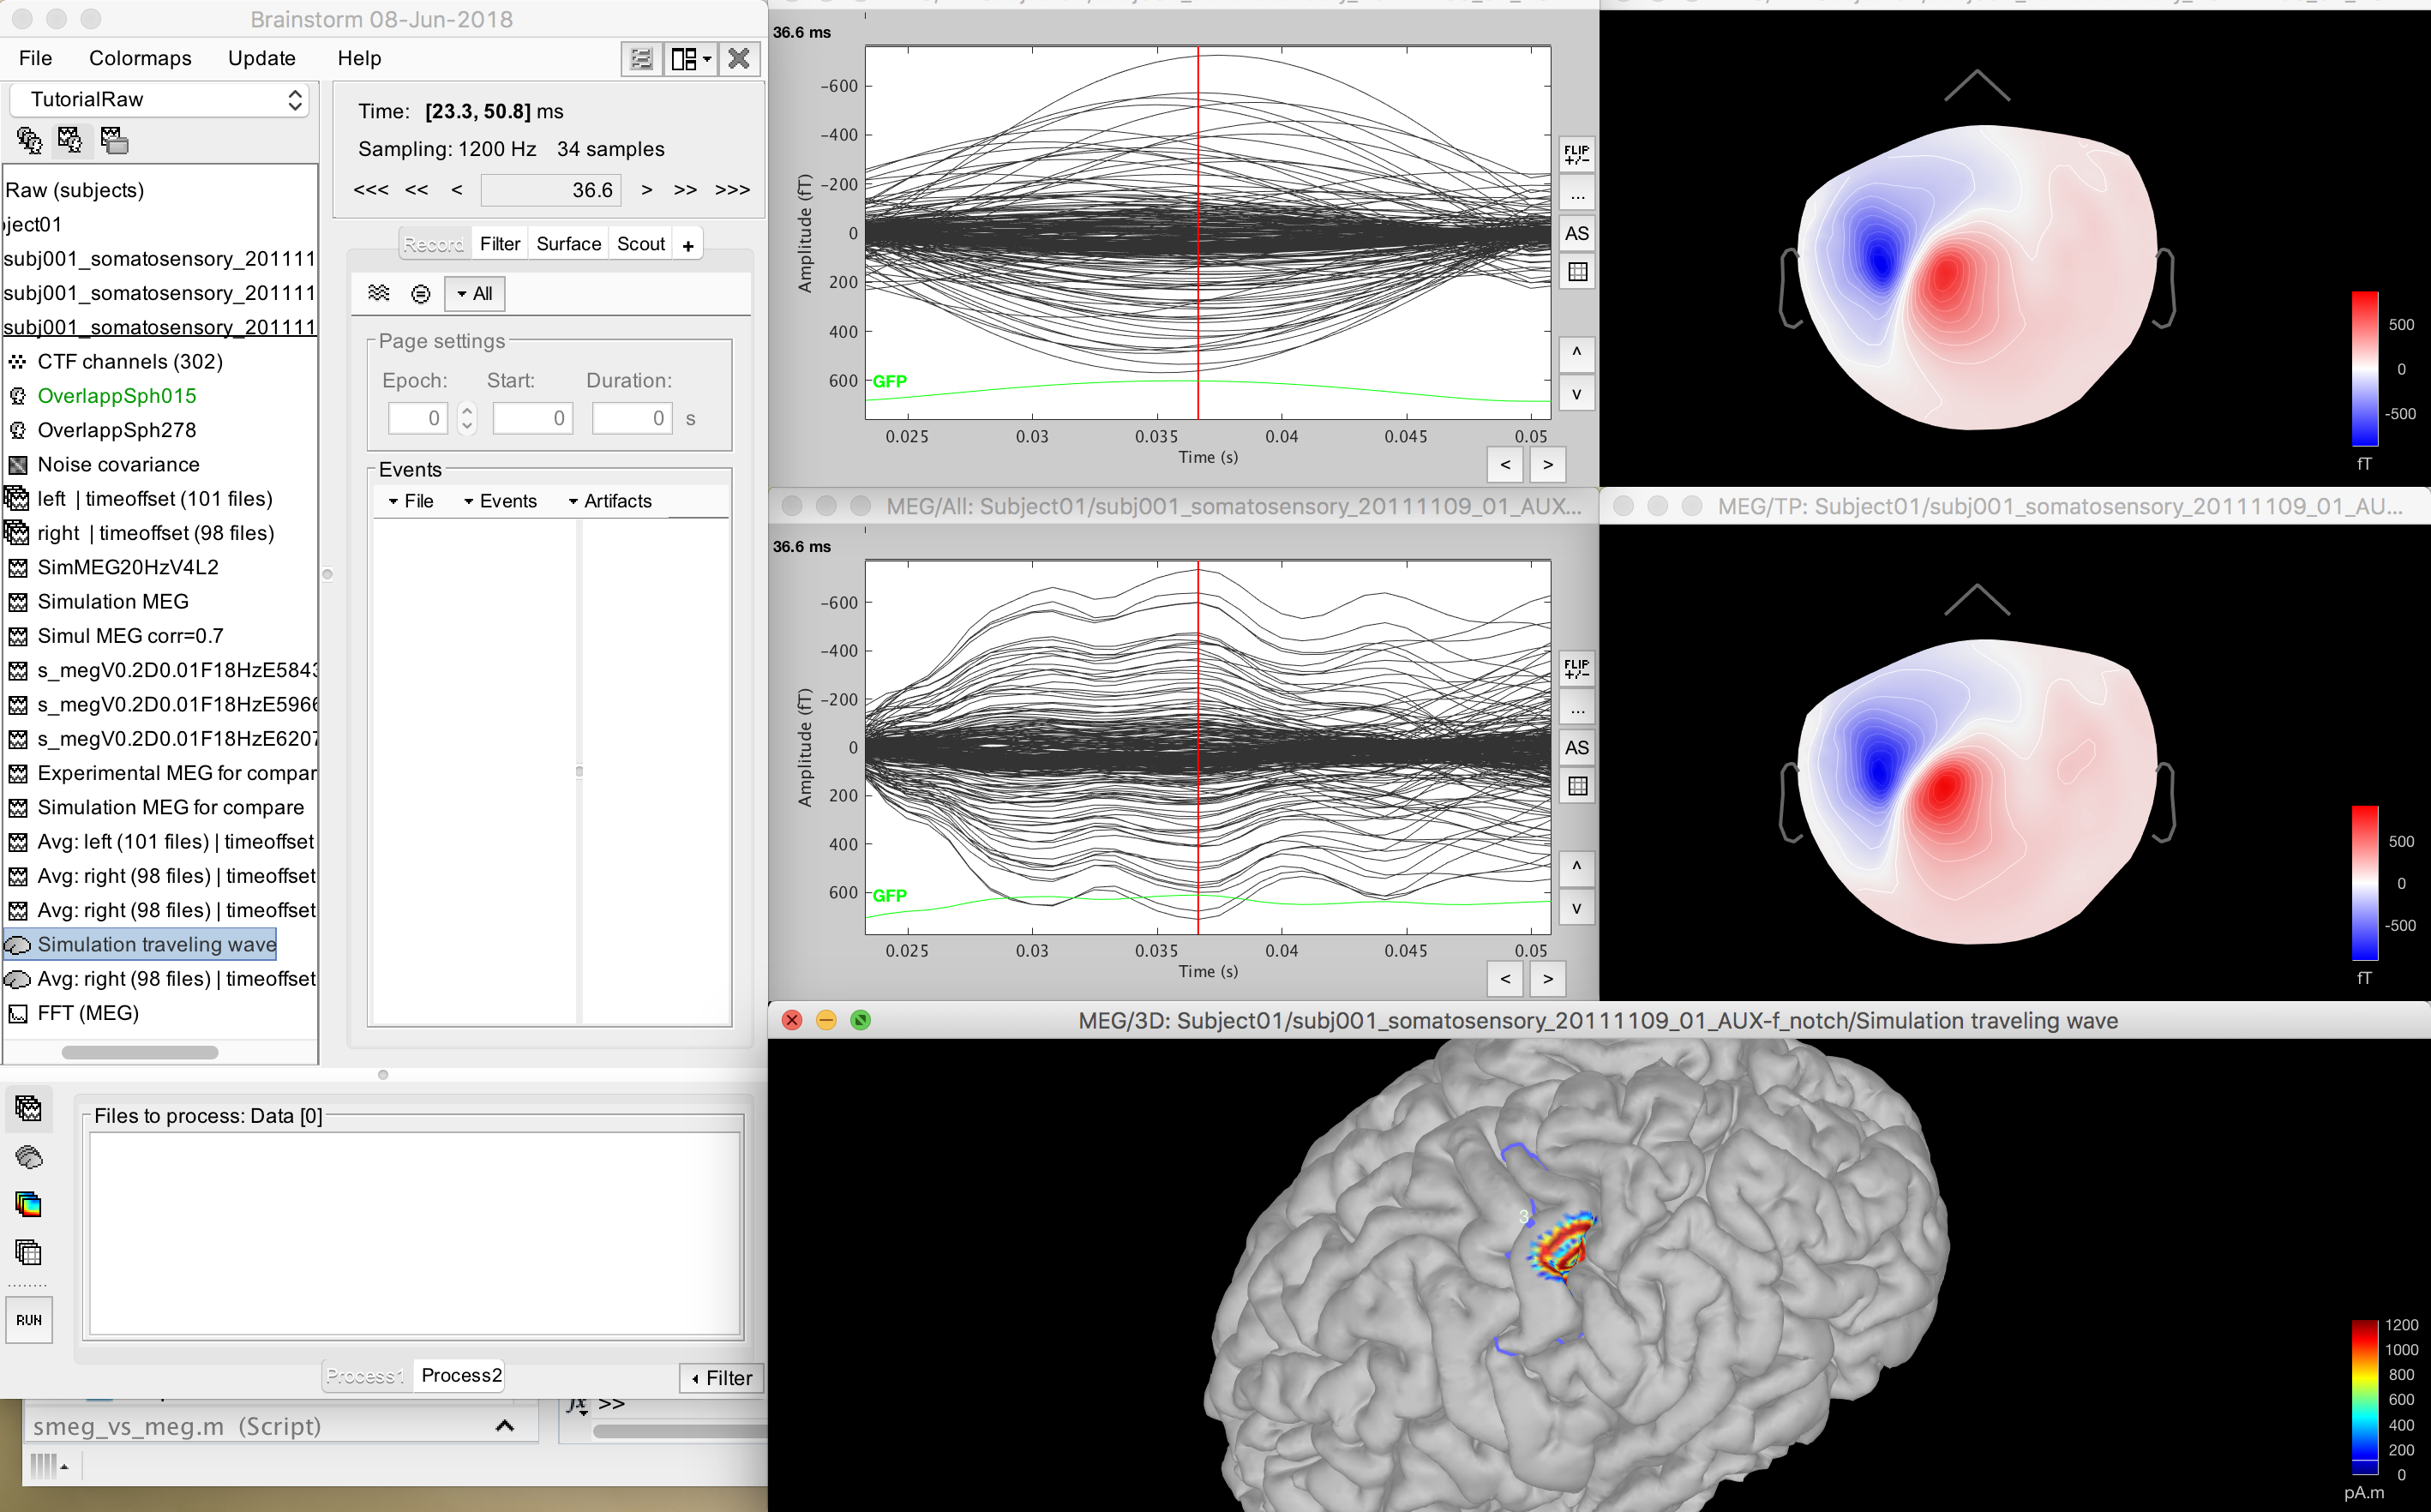 Brainstorm 08-Jun-2018
File Colormaps Update Help
TutorialRaw
Raw (subjects)
ject01
subj001_somatosensory_201111
subj001_somatosensory_201111
subj001_somatosensory_201111
CTF channels (302)
OverlappSph015
OverlappSph278
Noise covariance
left | timeoffset (101 files)
right | timeoffset (98 files)
SimMEG20HzV4L2
Simulation MEG
Simul MEG corr=0.7
s_megV0.2D0.01F18HzE5843
s_megV0.2D0.01F18HzE5966
s_megV0.2D0.01F18HzE6207
Experimental MEG for compar
Simulation MEG for compare
Avg: left (101 files) | timeoffset
Avg: right (98 files) | timeoffset
Avg: right (98 files) | timeoffset
Simulation traveling wave
Avg: right (98 files) | timeoffset
FFT (MEG)
Time: [23.3, 50.8] ms
Sampling: 1200 Hz 34 samples
<<< << < 36.6 > >> >>>
Record Filter Surface Scout +
All
Page settings
Epoch: Start: Duration:
0 0 0 s
Events
File Events Artifacts
Files to process: Data [0]
RUN
Process1 Process2
Filter
smeg_vs_meg.m (Script)
fx >>
36.6 ms
Amplitude (fT)
-600
-400
-200
0
200
400
600
GFP
0.025 0.03 0.035 0.04 0.045 0.05
Time (s)
FLIP
+/-
...
AS
^
v
< >
500
0
-500
fT
MEG/All: Subject01/subj001_somatosensory_20111109_01_AUX...
36.6 ms
Amplitude (fT)
-600
-400
-200
0
200
400
600
GFP
0.025 0.03 0.035 0.04 0.045 0.05
Time (s)
FLIP
+/-
...
AS
^
v
< >
MEG/TP: Subject01/subj001_somatosensory_20111109_01_AU...
500
0
-500
fT
MEG/3D: Subject01/subj001_somatosensory_20111109_01_AUX-f_notch/Simulation traveling wave
3
1200
1000
800
600
400
200
0
pA.m